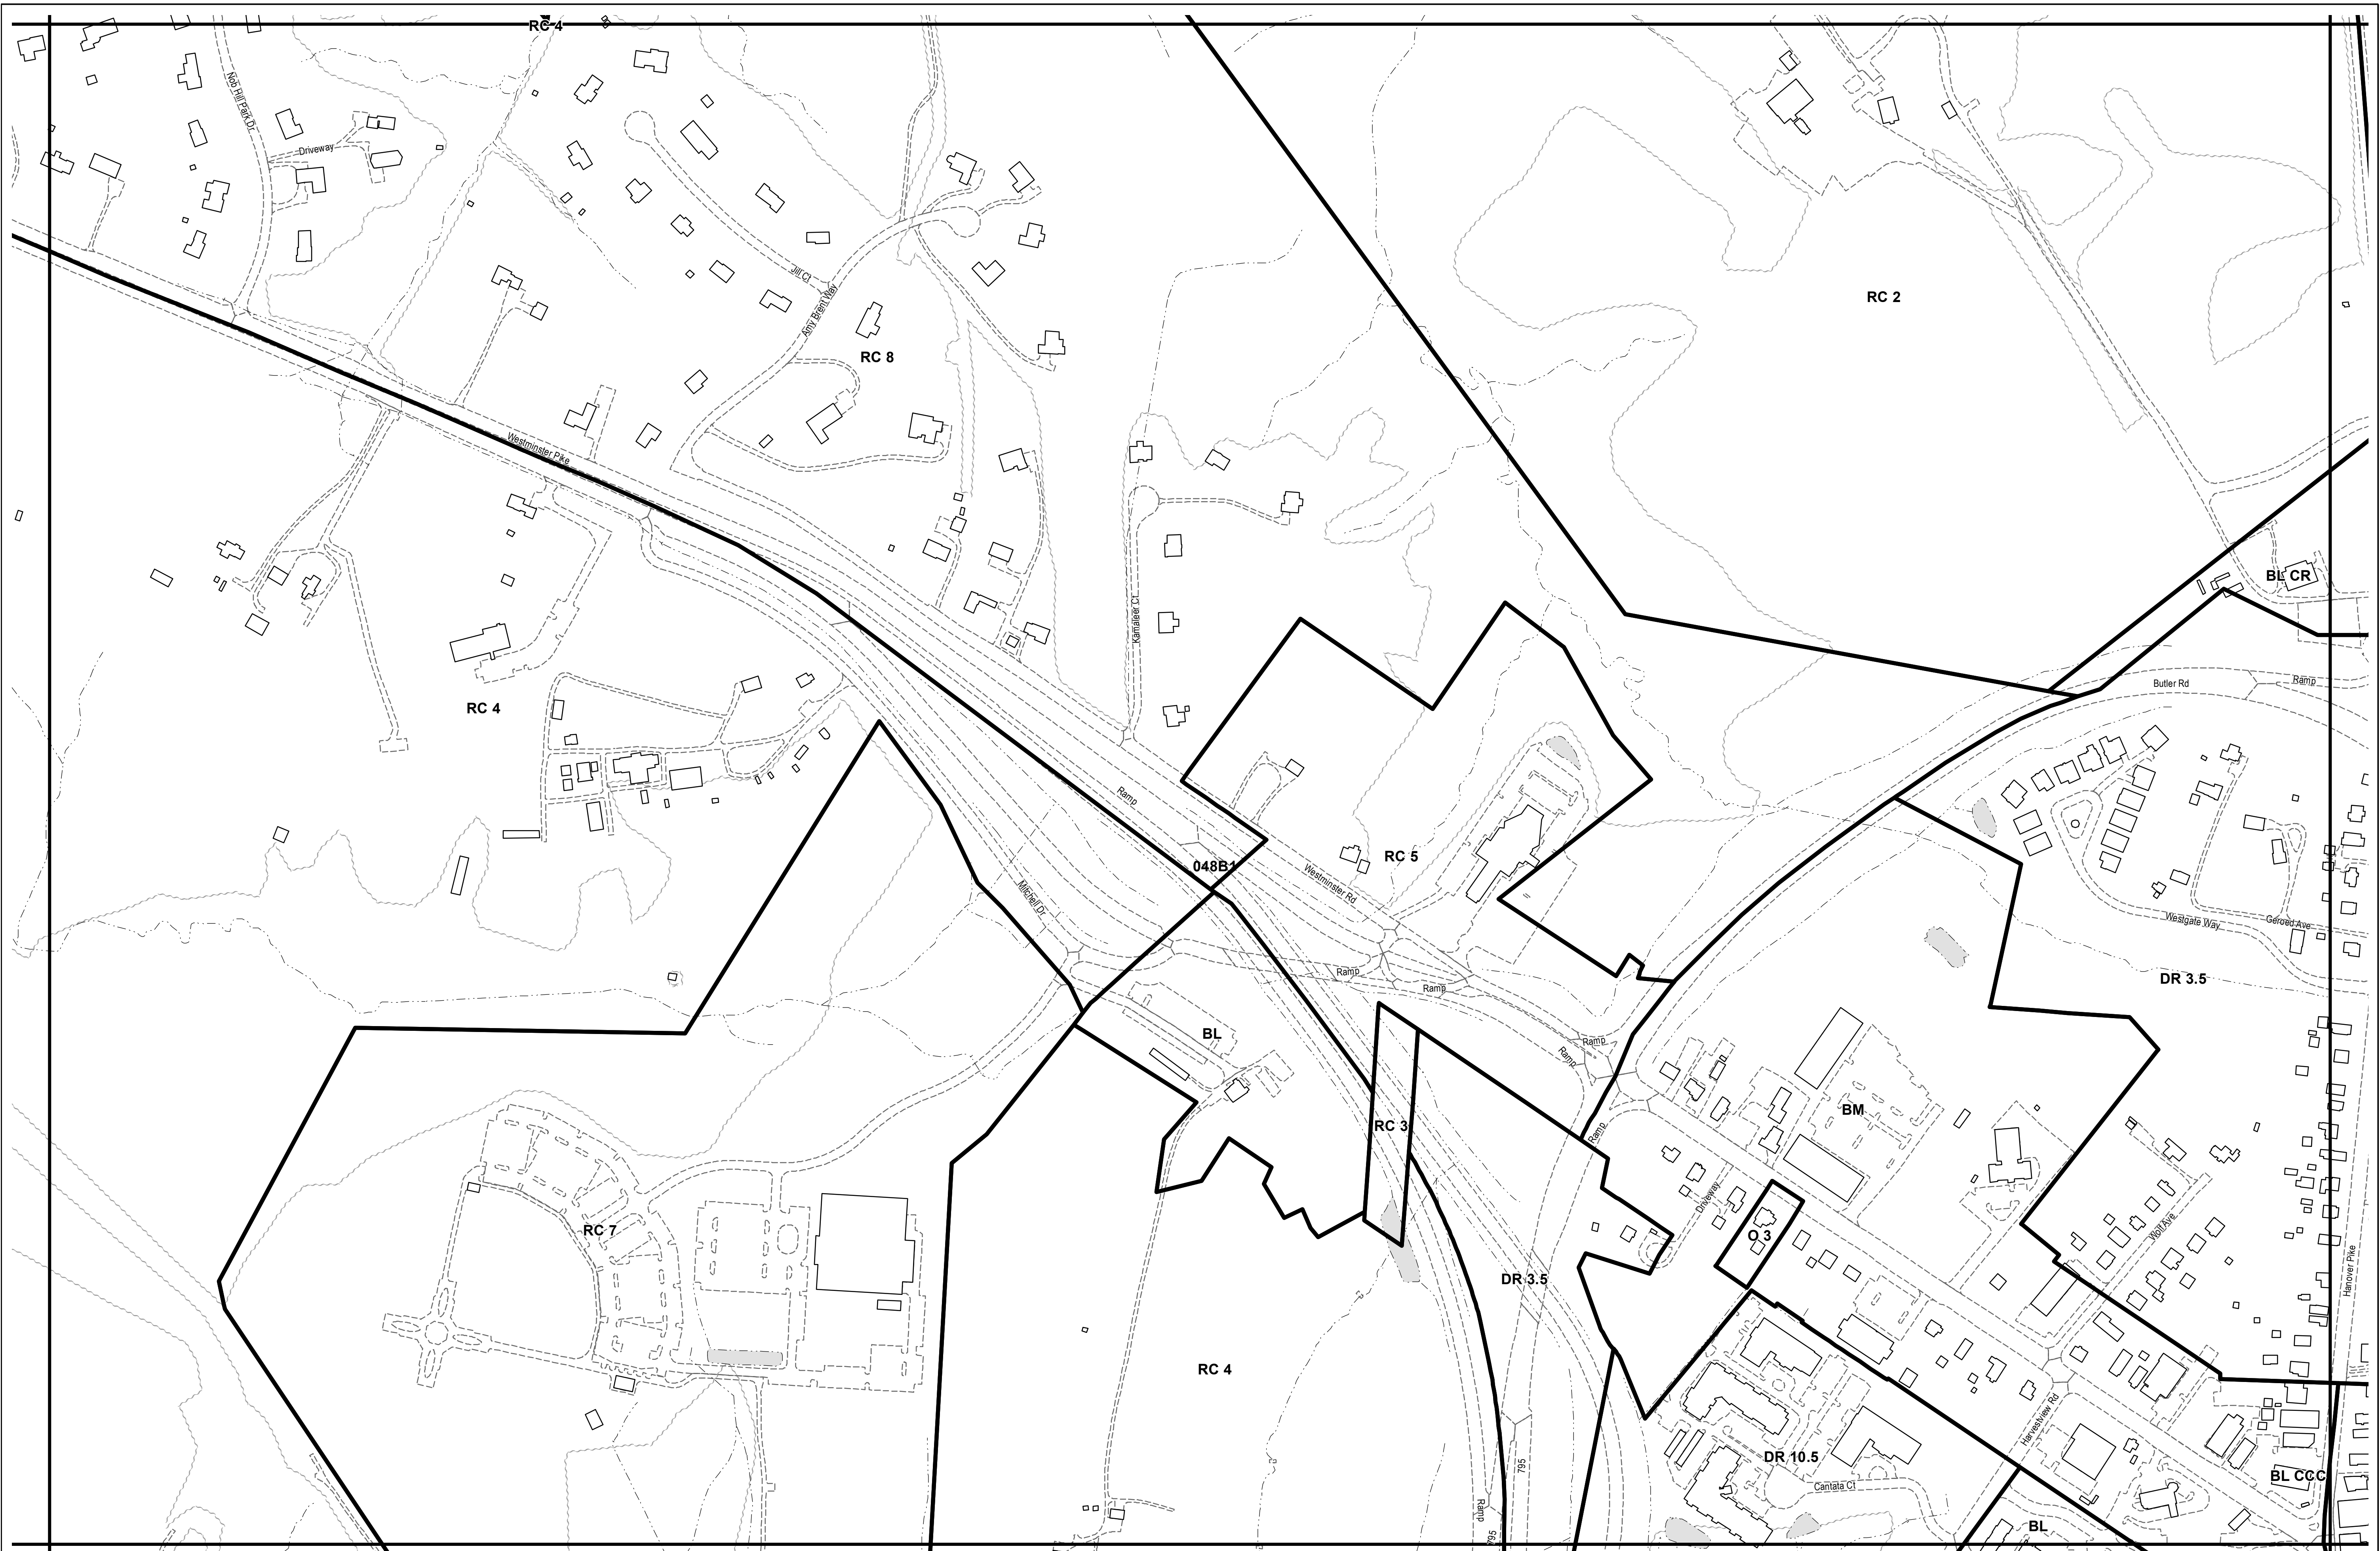 RC 4
Nob Hill Park Dr.
Driveway
Jill Ct
Amy Brent Way
RC 2
RC 8
Westminster Pike
BL CR
Kamaleer Ct
RC 4
Butler Rd
Ramp
Ramp
RC 5
048B1
Westminster Rd
Mitchell Dr
Westgate Way
Geroed Ave
Ramp
DR 3.5
Ramp
BL
Ramp
Ramp
BM
RC 3
Ramp
Driveway
RC 7
O 3
Wolf Ave
Hanover Pike
DR 3.5
RC 4
Harvestview Rd
DR 10.5
795
BL CCC
Cantata Ct
Ramp
795
BL